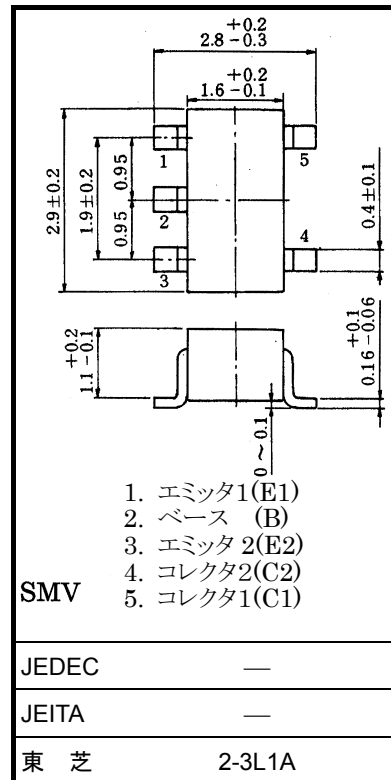 +0.2
2.8 -0.3
+0.2
1.6 -0.1
2.9±0.2
1.9±0.2
0.95
0.95
1
2
3
5
4
0.4±0.1
+0.2
1.1 -0.1
+0.1
0.16 -0.06
0 ~ 0.1
1. エミッタ1(E1)
2. ベース (B)
3. エミッタ 2(E2)
4. コレクタ2(C2)
SMV 5. コレクタ1(C1)
JEDEC —
JEITA —
東 芝 2-3L1A